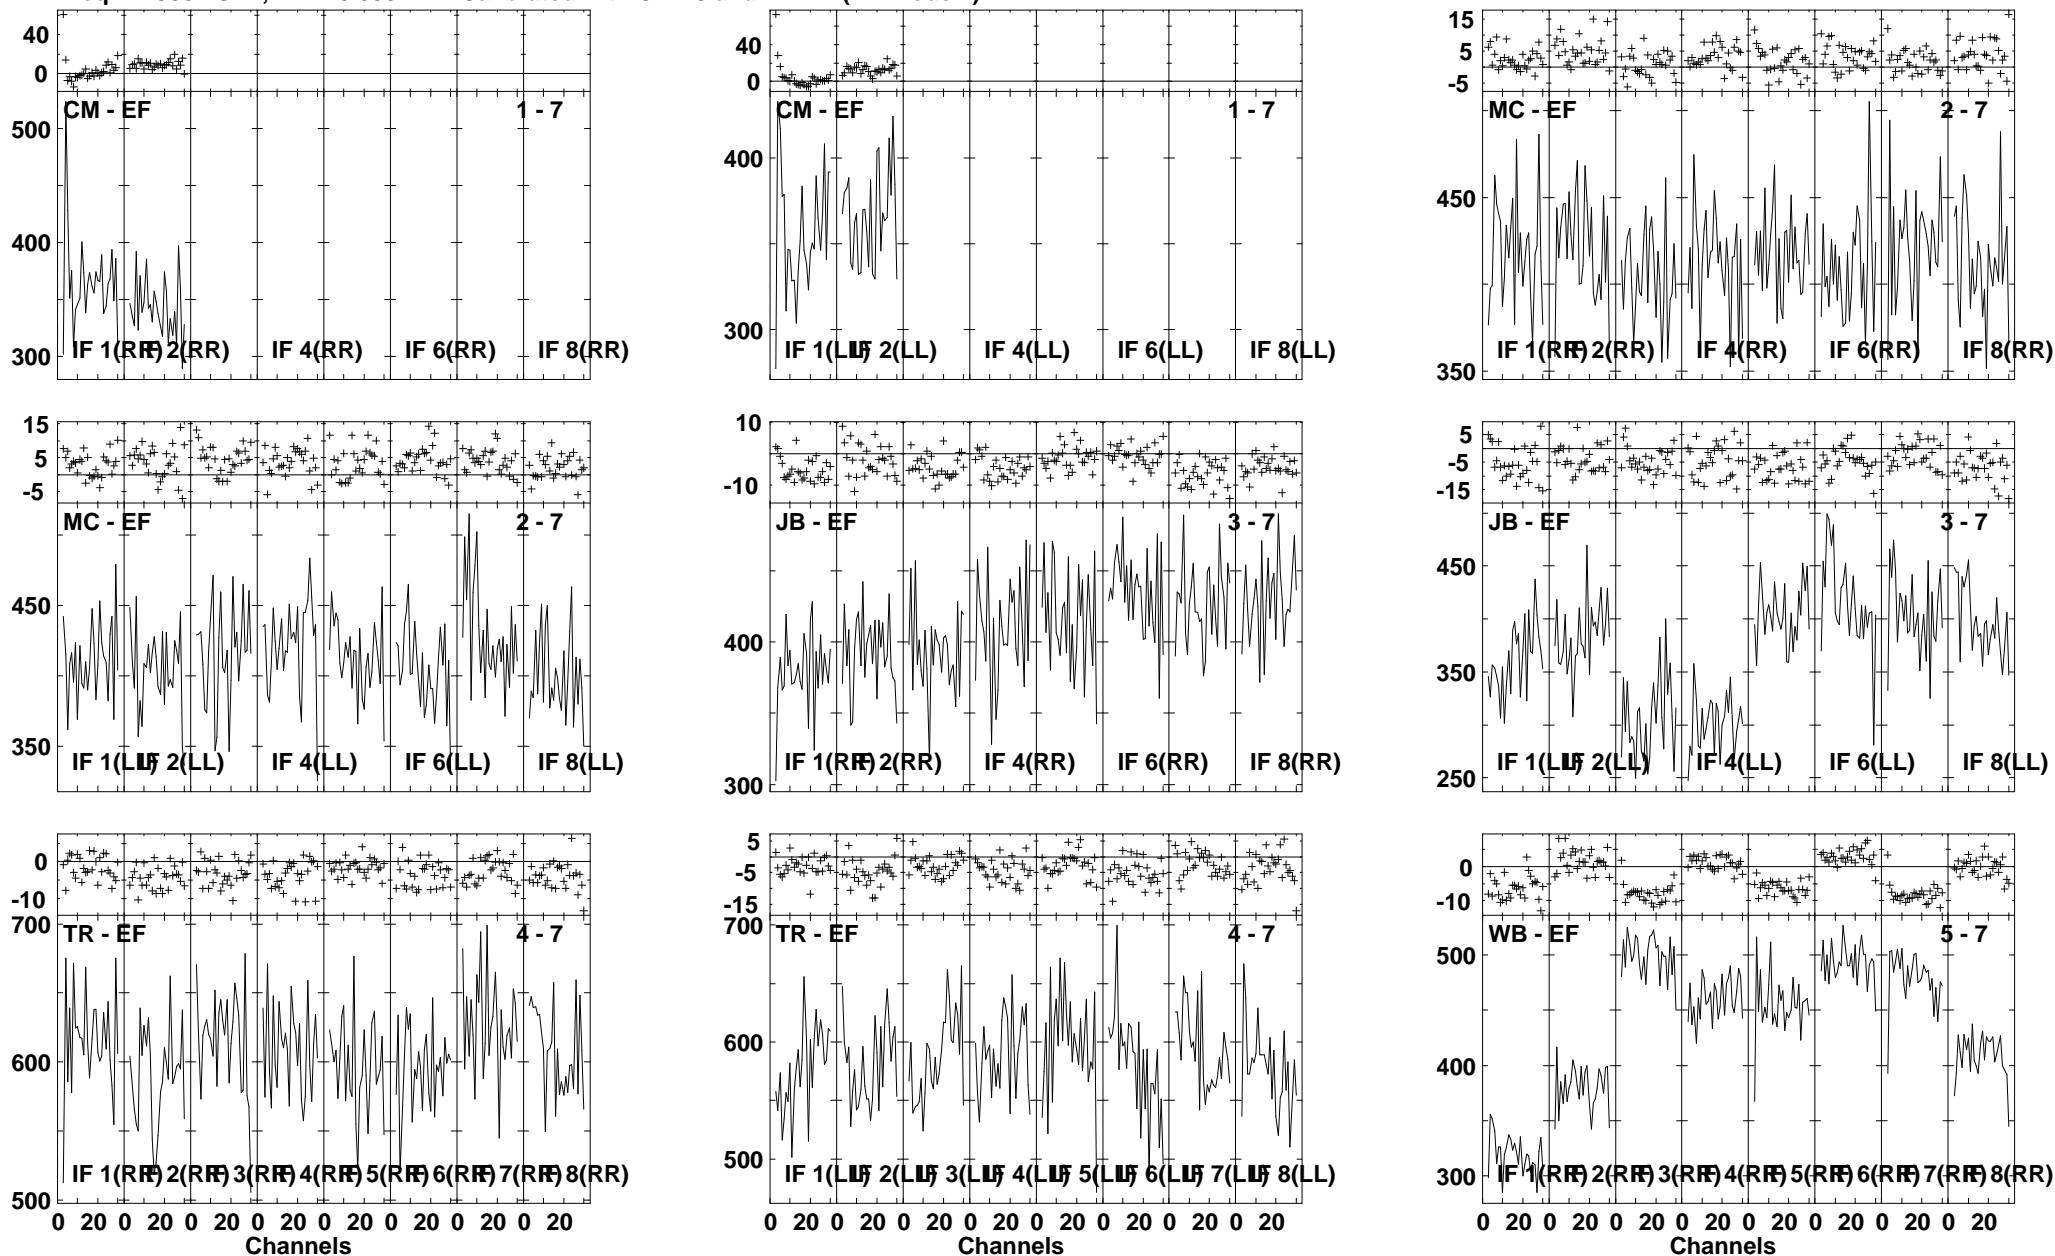 40
0
CM - EF 1 - 7
500
400
300
IF 1(RR) IF 2(RR) IF 4(RR) IF 6(RR) IF 8(RR)
40
0
CM - EF 1 - 7
400
300
IF 1(LL) IF 2(LL) IF 4(LL) IF 6(LL) IF 8(LL)
15
5
-5
MC - EF 2 - 7
450
350
IF 1(RR) IF 2(RR) IF 4(RR) IF 6(RR) IF 8(RR)
15
5
-5
MC - EF 2 - 7
450
350
IF 1(LL) IF 2(LL) IF 4(LL) IF 6(LL) IF 8(LL)
10
-10
JB - EF 3 - 7
400
300
IF 1(RR) IF 2(RR) IF 4(RR) IF 6(RR) IF 8(RR)
5
-5
-15
JB - EF 3 - 7
450
350
250
IF 1(LL) IF 2(LL) IF 4(LL) IF 6(LL) IF 8(LL)
0
-10
700
TR - EF 4 - 7
600
500
IF 1(RR) IF 2(RR) IF 3(RR) IF 4(RR) IF 5(RR) IF 6(RR) IF 7(RR) IF 8(RR)
0 20 0 20 0 20 0 20 0 20 0 20 0 20 0 20
Channels
5
-5
-15
700
TR - EF 4 - 7
600
500
IF 1(LL) IF 2(LL) IF 3(LL) IF 4(LL) IF 5(LL) IF 6(LL) IF 7(LL) IF 8(LL)
0 20 0 20 0 20 0 20 0 20 0 20 0 20 0 20
Channels
0
-10
WB - EF 5 - 7
500
400
300
IF 1(RR) IF 2(RR) IF 3(RR) IF 4(RR) IF 5(RR) IF 6(RR) IF 7(RR) IF 8(RR)
0 20 0 20 0 20 0 20 0 20 0 20 0 20 0 20
Channels